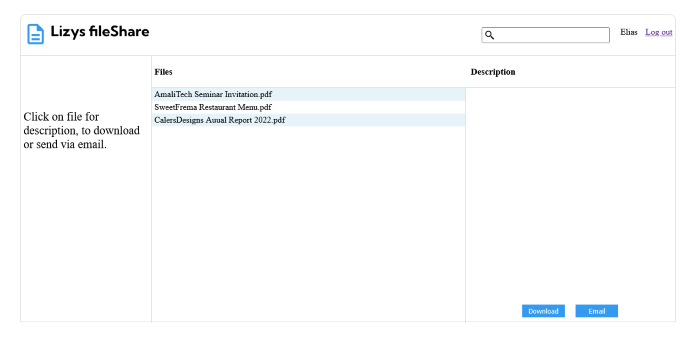 Lizys fileShare
Elias Log out
Files Description
Click on file for
description, to download
or send via email.
AmaliTech Seminar Invitation.pdf
SweetFrema Restaurant Menu.pdf
CalersDesigns Auual Report 2022.pdf
Download Email